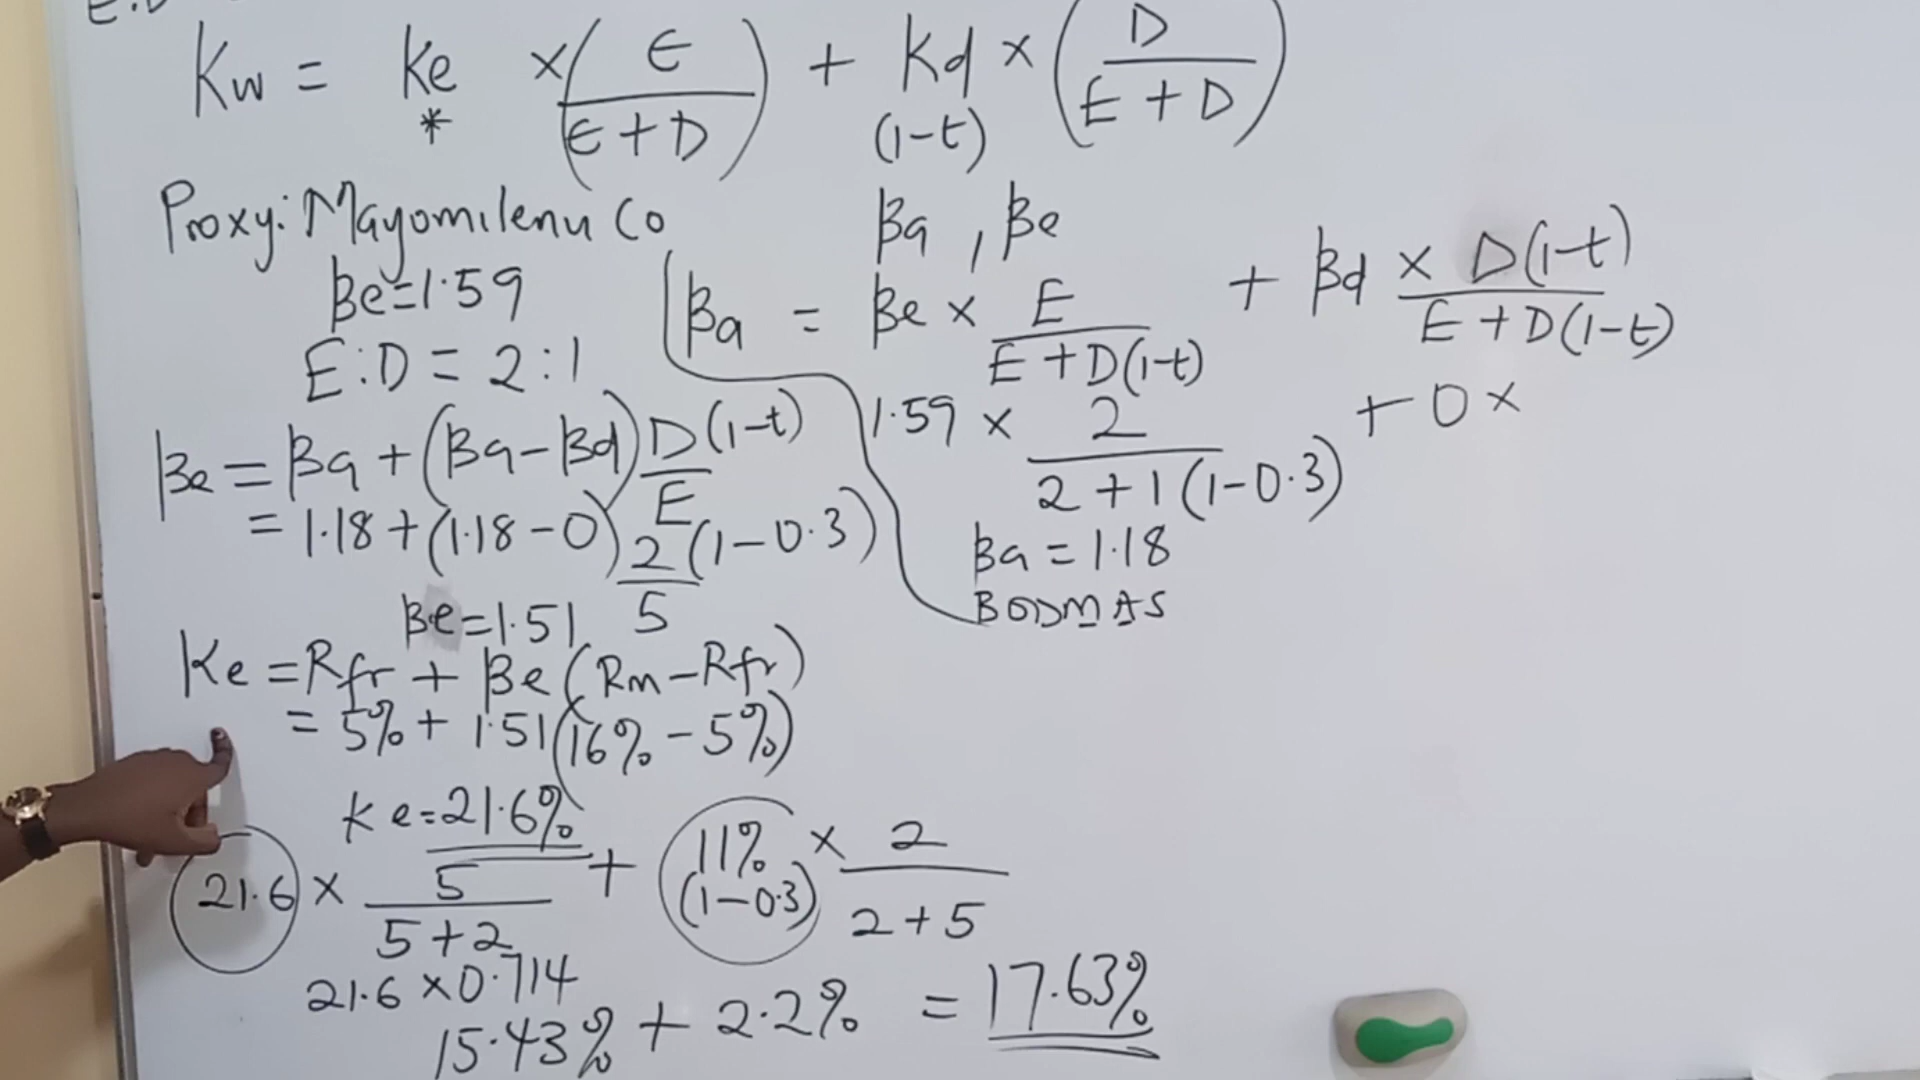 E:D
Kw = Ke × (E / E+D) + Kd × (D / E+D)
* (1-t)
Proxy: Mayomilenu Co
βe=1.59
E:D = 2:1
βa , βe
βa = βe × E / E+D(1-t) + βd × D(1-t) / E+D(1-t)
1.59 × 2 / 2+1(1-0.3) + 0 ×
βa = 1.18
BODMAS
βe = βa + (βa-βd) D(1-t) / E
= 1.18 + (1.18-0) 2(1-0.3) / 5
βe=1.51
Ke = Rfr + βe (Rm-Rfr)
= 5% + 1.51 (16% - 5%)
Ke=21.6%
21.6 × 5 / 5+2 + 11% (1-0.3) × 2 / 2+5
21.6 × 0.714
15.43% + 2.2% = 17.63%